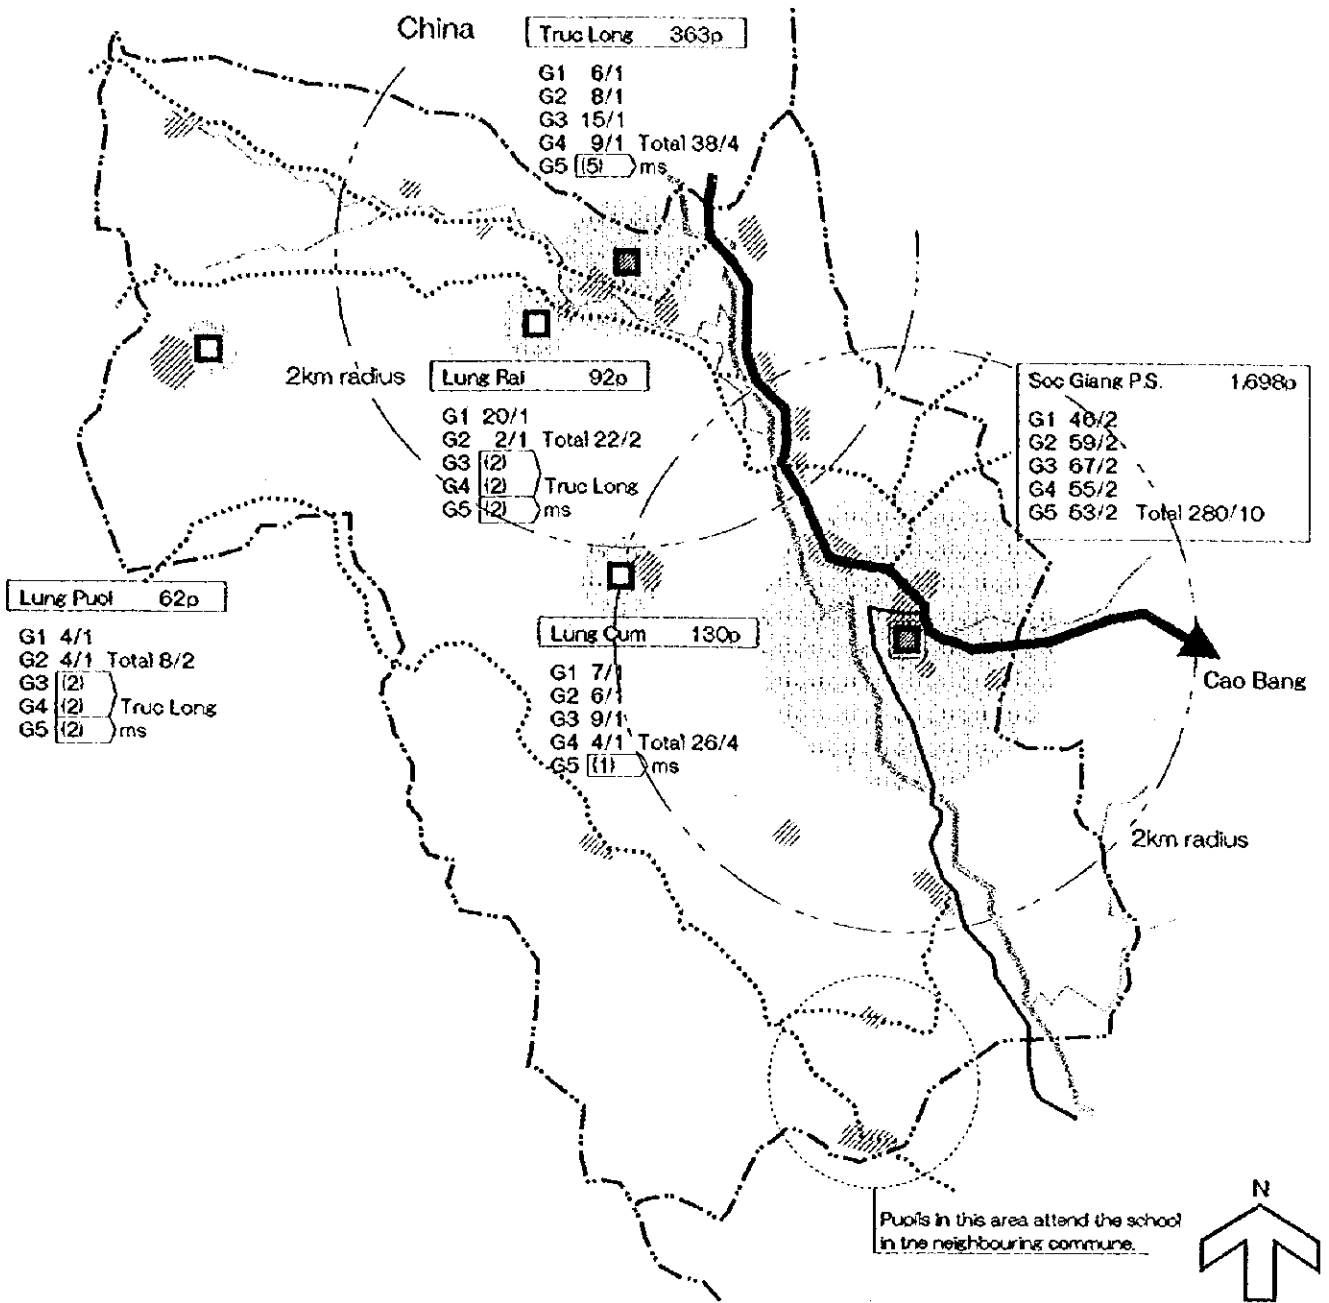 China
Truc Long 363p
G1 6/1
G2 8/1
G3 15/1
G4 9/1 Total 38/4
G5 (5) ms
2km radius
Lung Rai 92p
G1 20/1
G2 2/1 Total 22/2
G3 (2)
G4 (2) Truc Long
G5 (2) ms
Soc Giang P.S. 1,698p
G1 46/2
G2 59/2
G3 67/2
G4 55/2
G5 53/2 Total 280/10
Lung Puol 62p
G1 4/1
G2 4/1 Total 8/2
G3 (2)
G4 (2) Truc Long
G5 (2) ms
Lung Cum 130p
G1 7/1
G2 6/1
G3 9/1
G4 4/1 Total 26/4
G5 (1) ms
Cao Bang
2km radius
Pupils in this area attend the school
in the neighbouring commune.
N